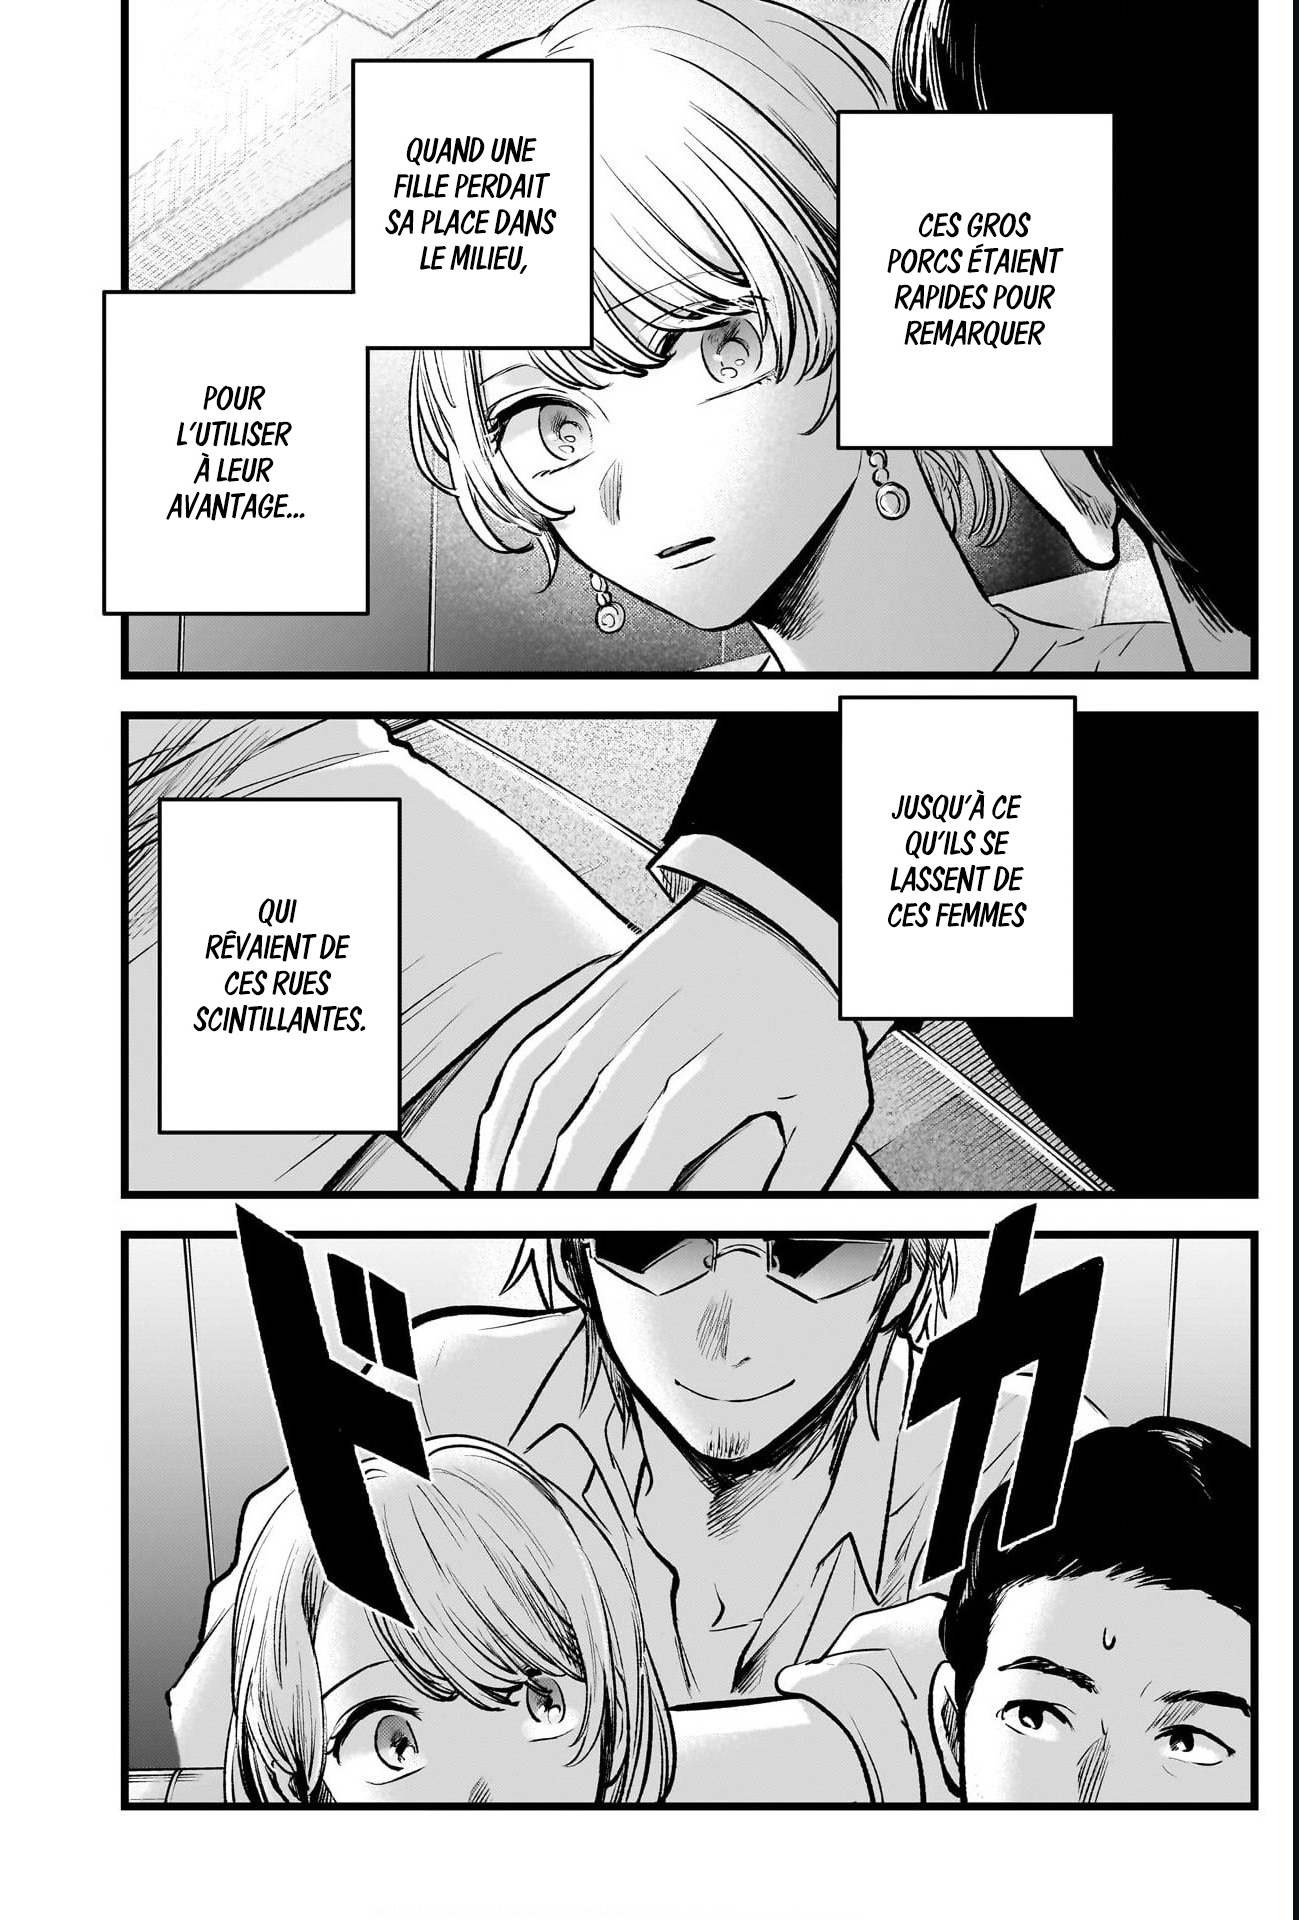 CES GROS
PORCS ÉTAIENT
RAPIDES POUR
REMARQUER
QUAND UNE
FILLE PERDAIT
SA PLACE DANS
LE MILIEU,
POUR
L'UTILISER
À LEUR
AVANTAGE...
JUSQU'À CE
QU'ILS SE
LASSENT DE
CES FEMMES
QUI
RÊVAIENT DE
CES RUES
SCINTILLANTES.
ドカ